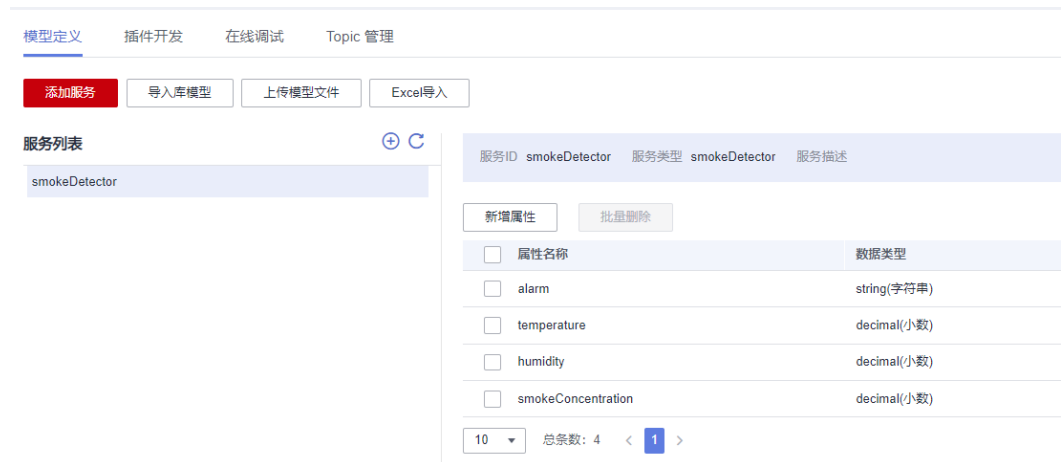 模型定义 插件开发 在线调试 Topic 管理
添加服务 导入库模型 上传模型文件 Excel导入
服务列表
smokeDetector
服务ID smokeDetector 服务类型 smokeDetector 服务描述
新增属性 批量删除
属性名称 数据类型
alarm string(字符串)
temperature decimal(小数)
humidity decimal(小数)
smokeConcentration decimal(小数)
10 总条数: 4 < 1 >